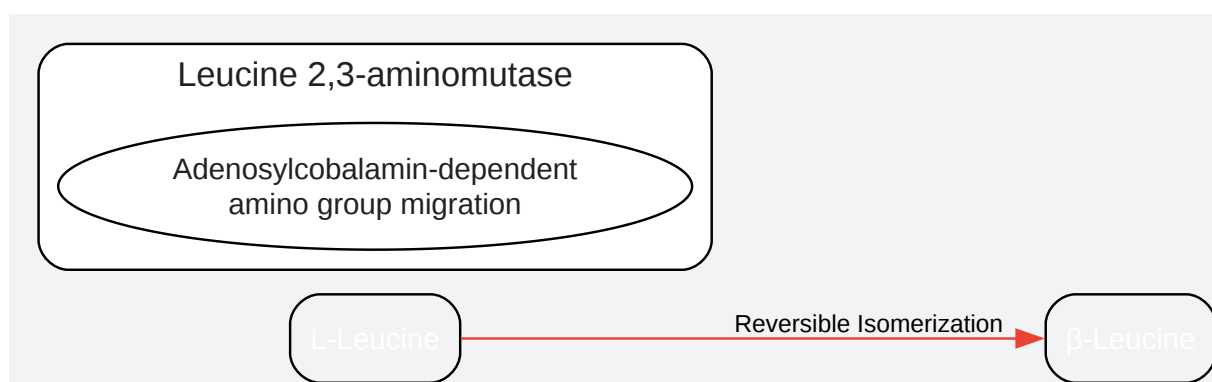 Leucine 2,3-aminomutase
Adenosylcobalamin-dependent
amino group migration
L-Leucine
Reversible Isomerization
β-Leucine